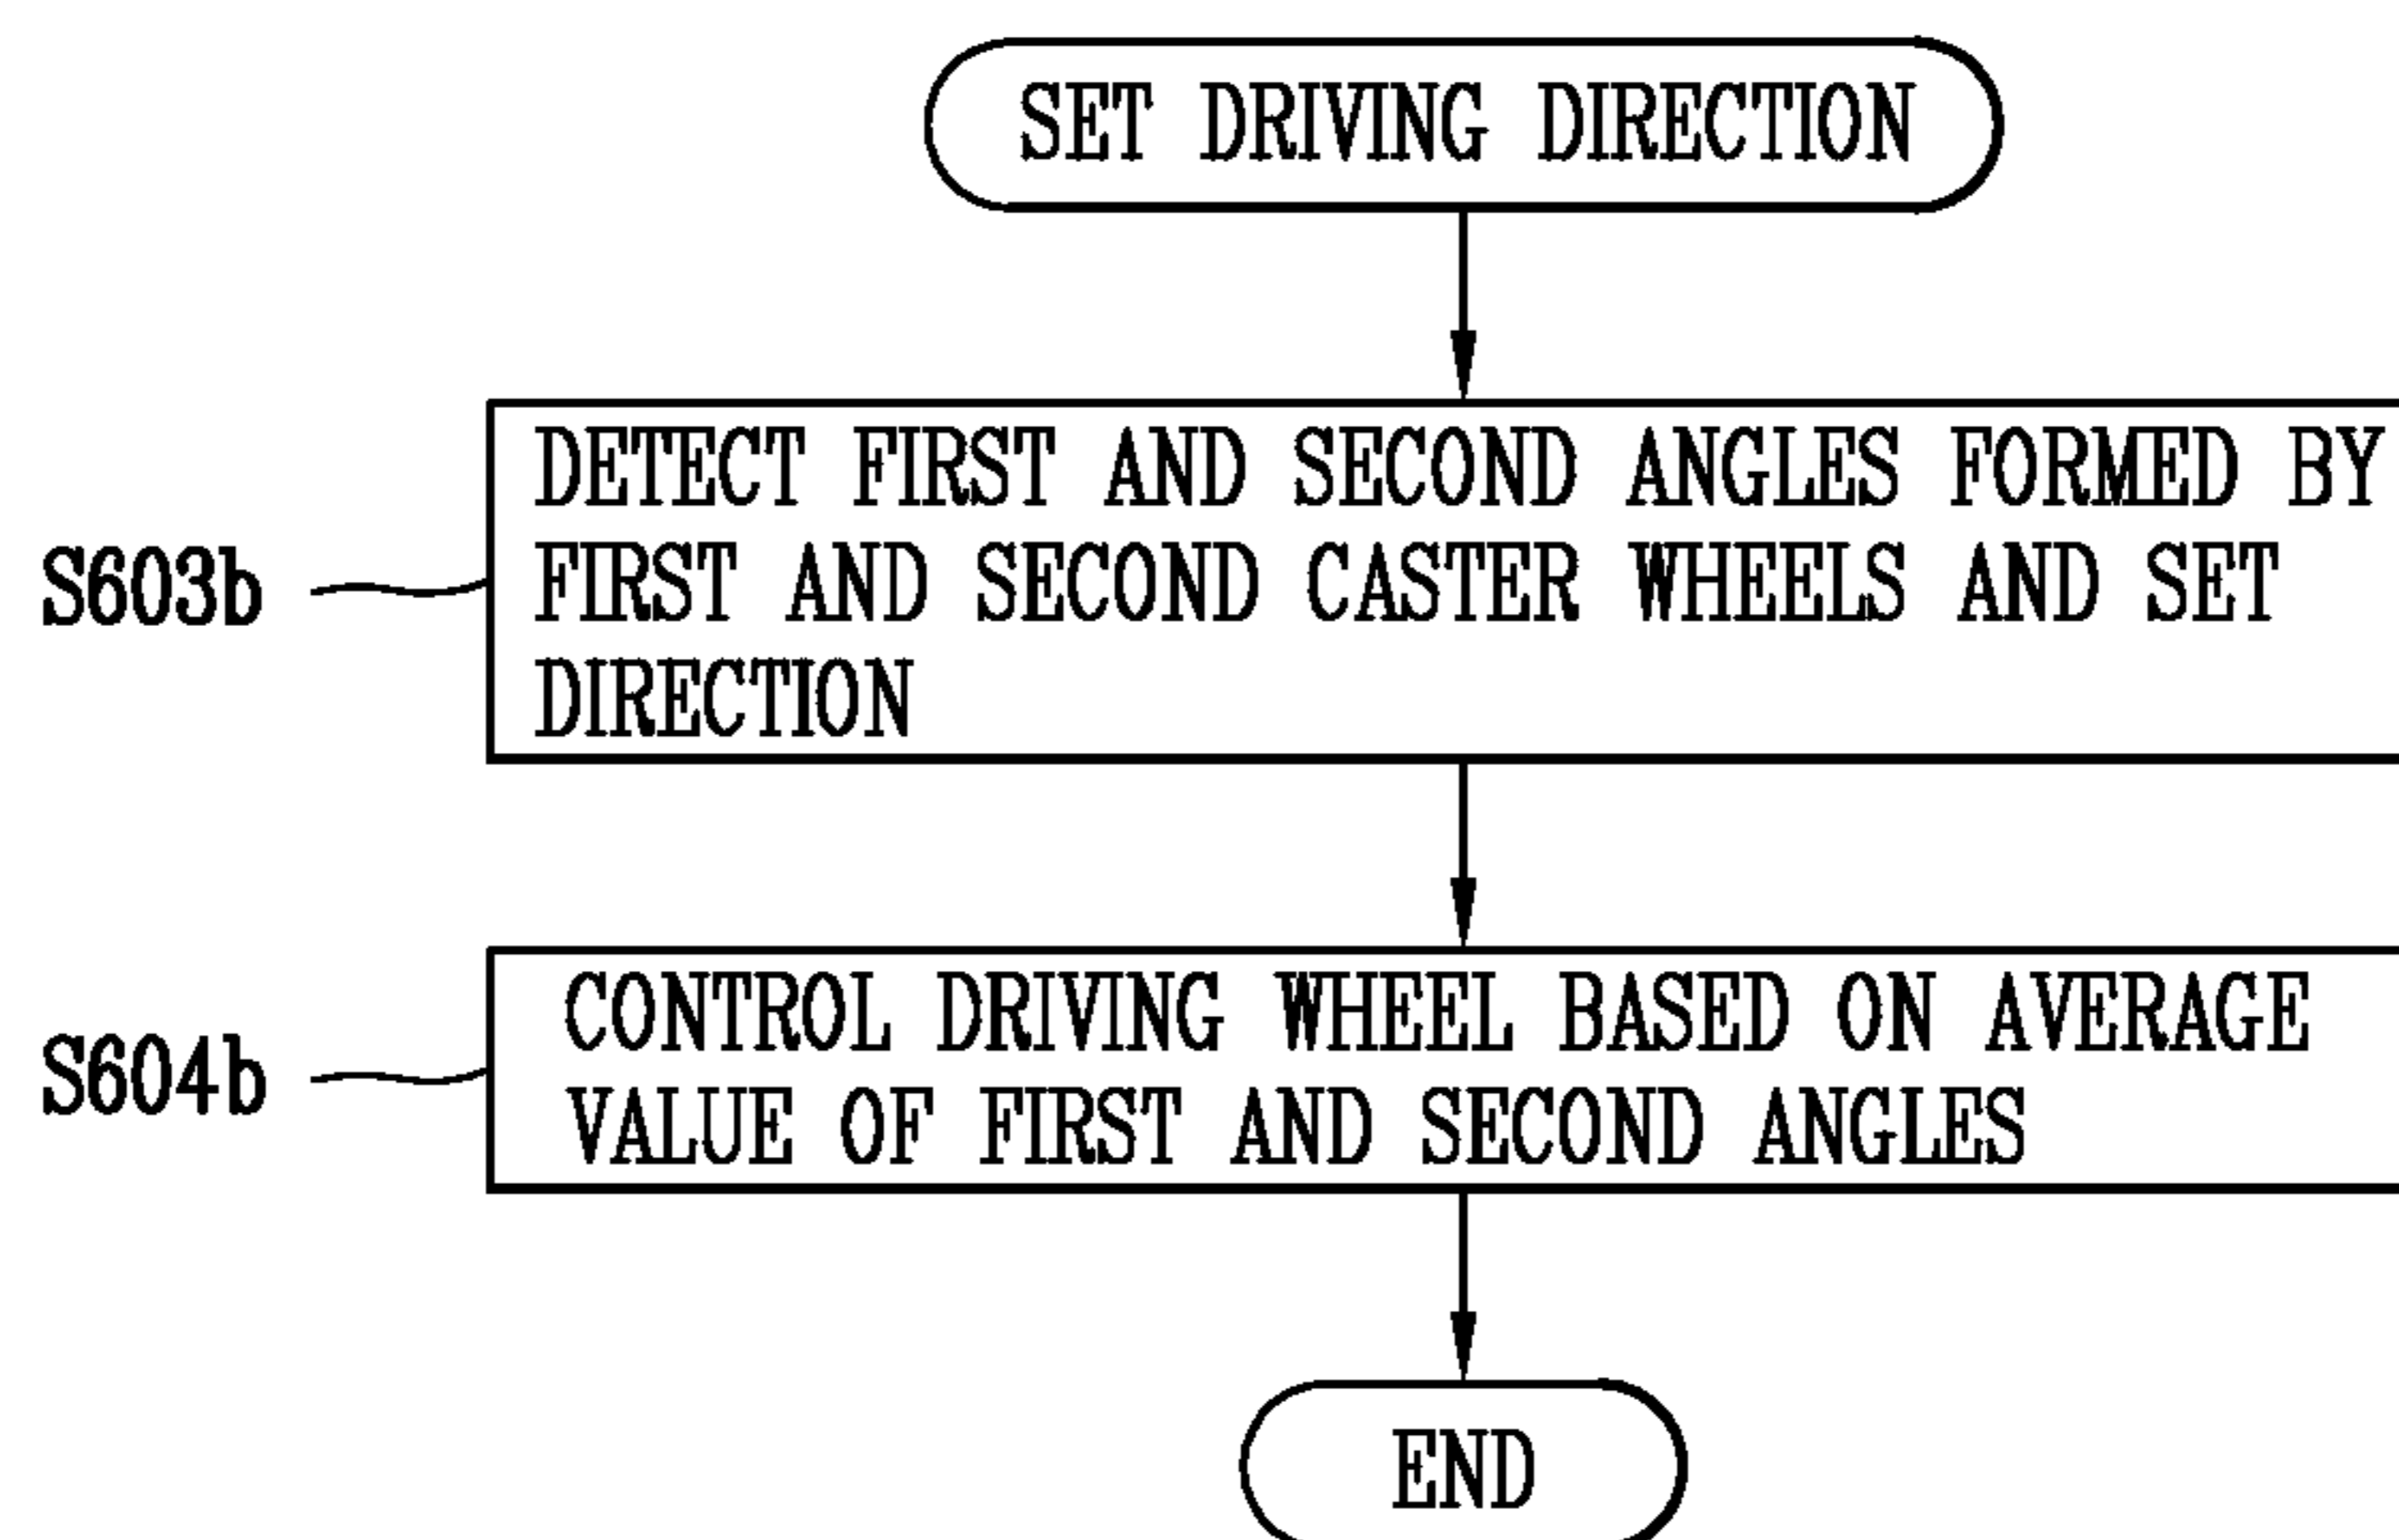 SET DRIVING DIRECTION
DETECT FIRST AND SECOND ANGLES FORMED BY
FIRST AND SECOND CASTER WHEELS AND SET
DIRECTION
S603b
CONTROL DRIVING WHEEL BASED ON AVERAGE
VALUE OF FIRST AND SECOND ANGLES
S604b
END